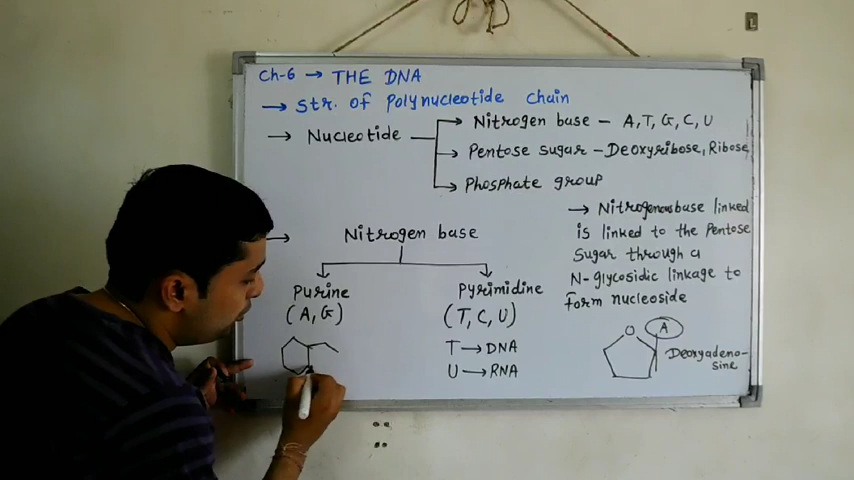 Ch-6 → THE DNA
→ Str. of Polynucleotide chain
→ Nucleotide
→ Nitrogen base - A, T, G, C, U
→ Pentose sugar - Deoxyribose, Ribose
→ Phosphate group
→ Nitrogen base
Purine
(A, G)
Pyrimidine
(T, C, U)
T → DNA
U → RNA
→ Nitrogenous base linked
is linked to the Pentose
Sugar through a
N-glycosidic linkage to
form nucleoside
O
A
Deoxyadeno-
sine